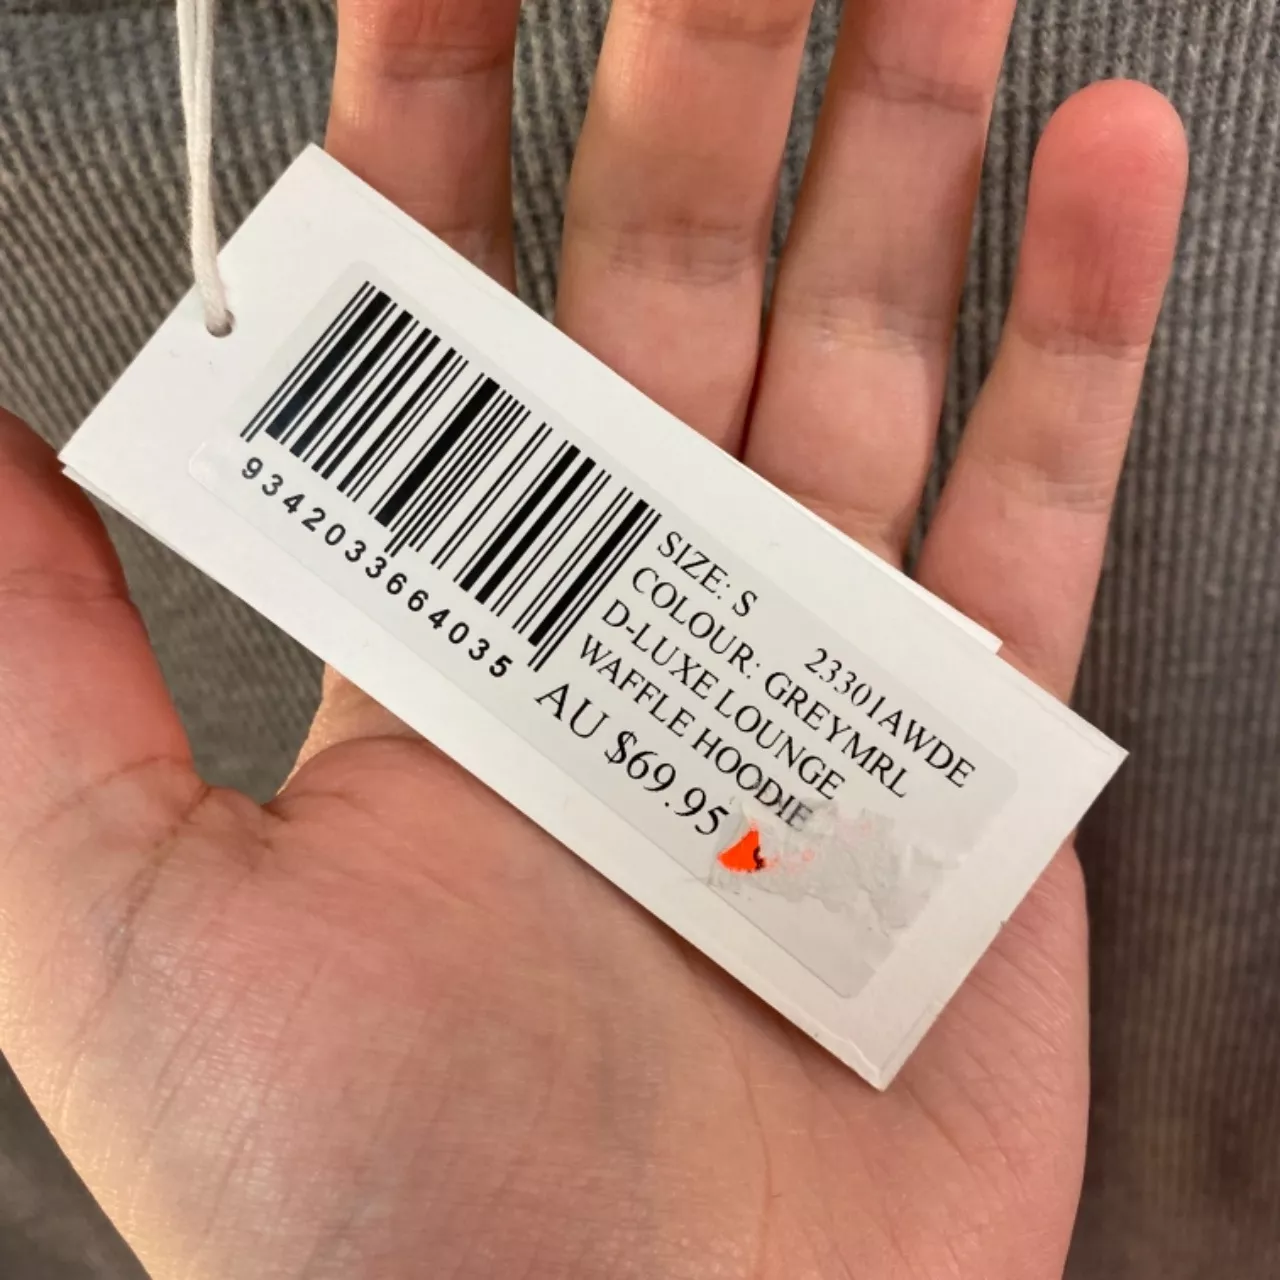 9342033664035
SIZE: S 23301AWDE
COLOUR: GREYMRL
D-LUXE LOUNGE
WAFFLE HOODIE
AU $69.95